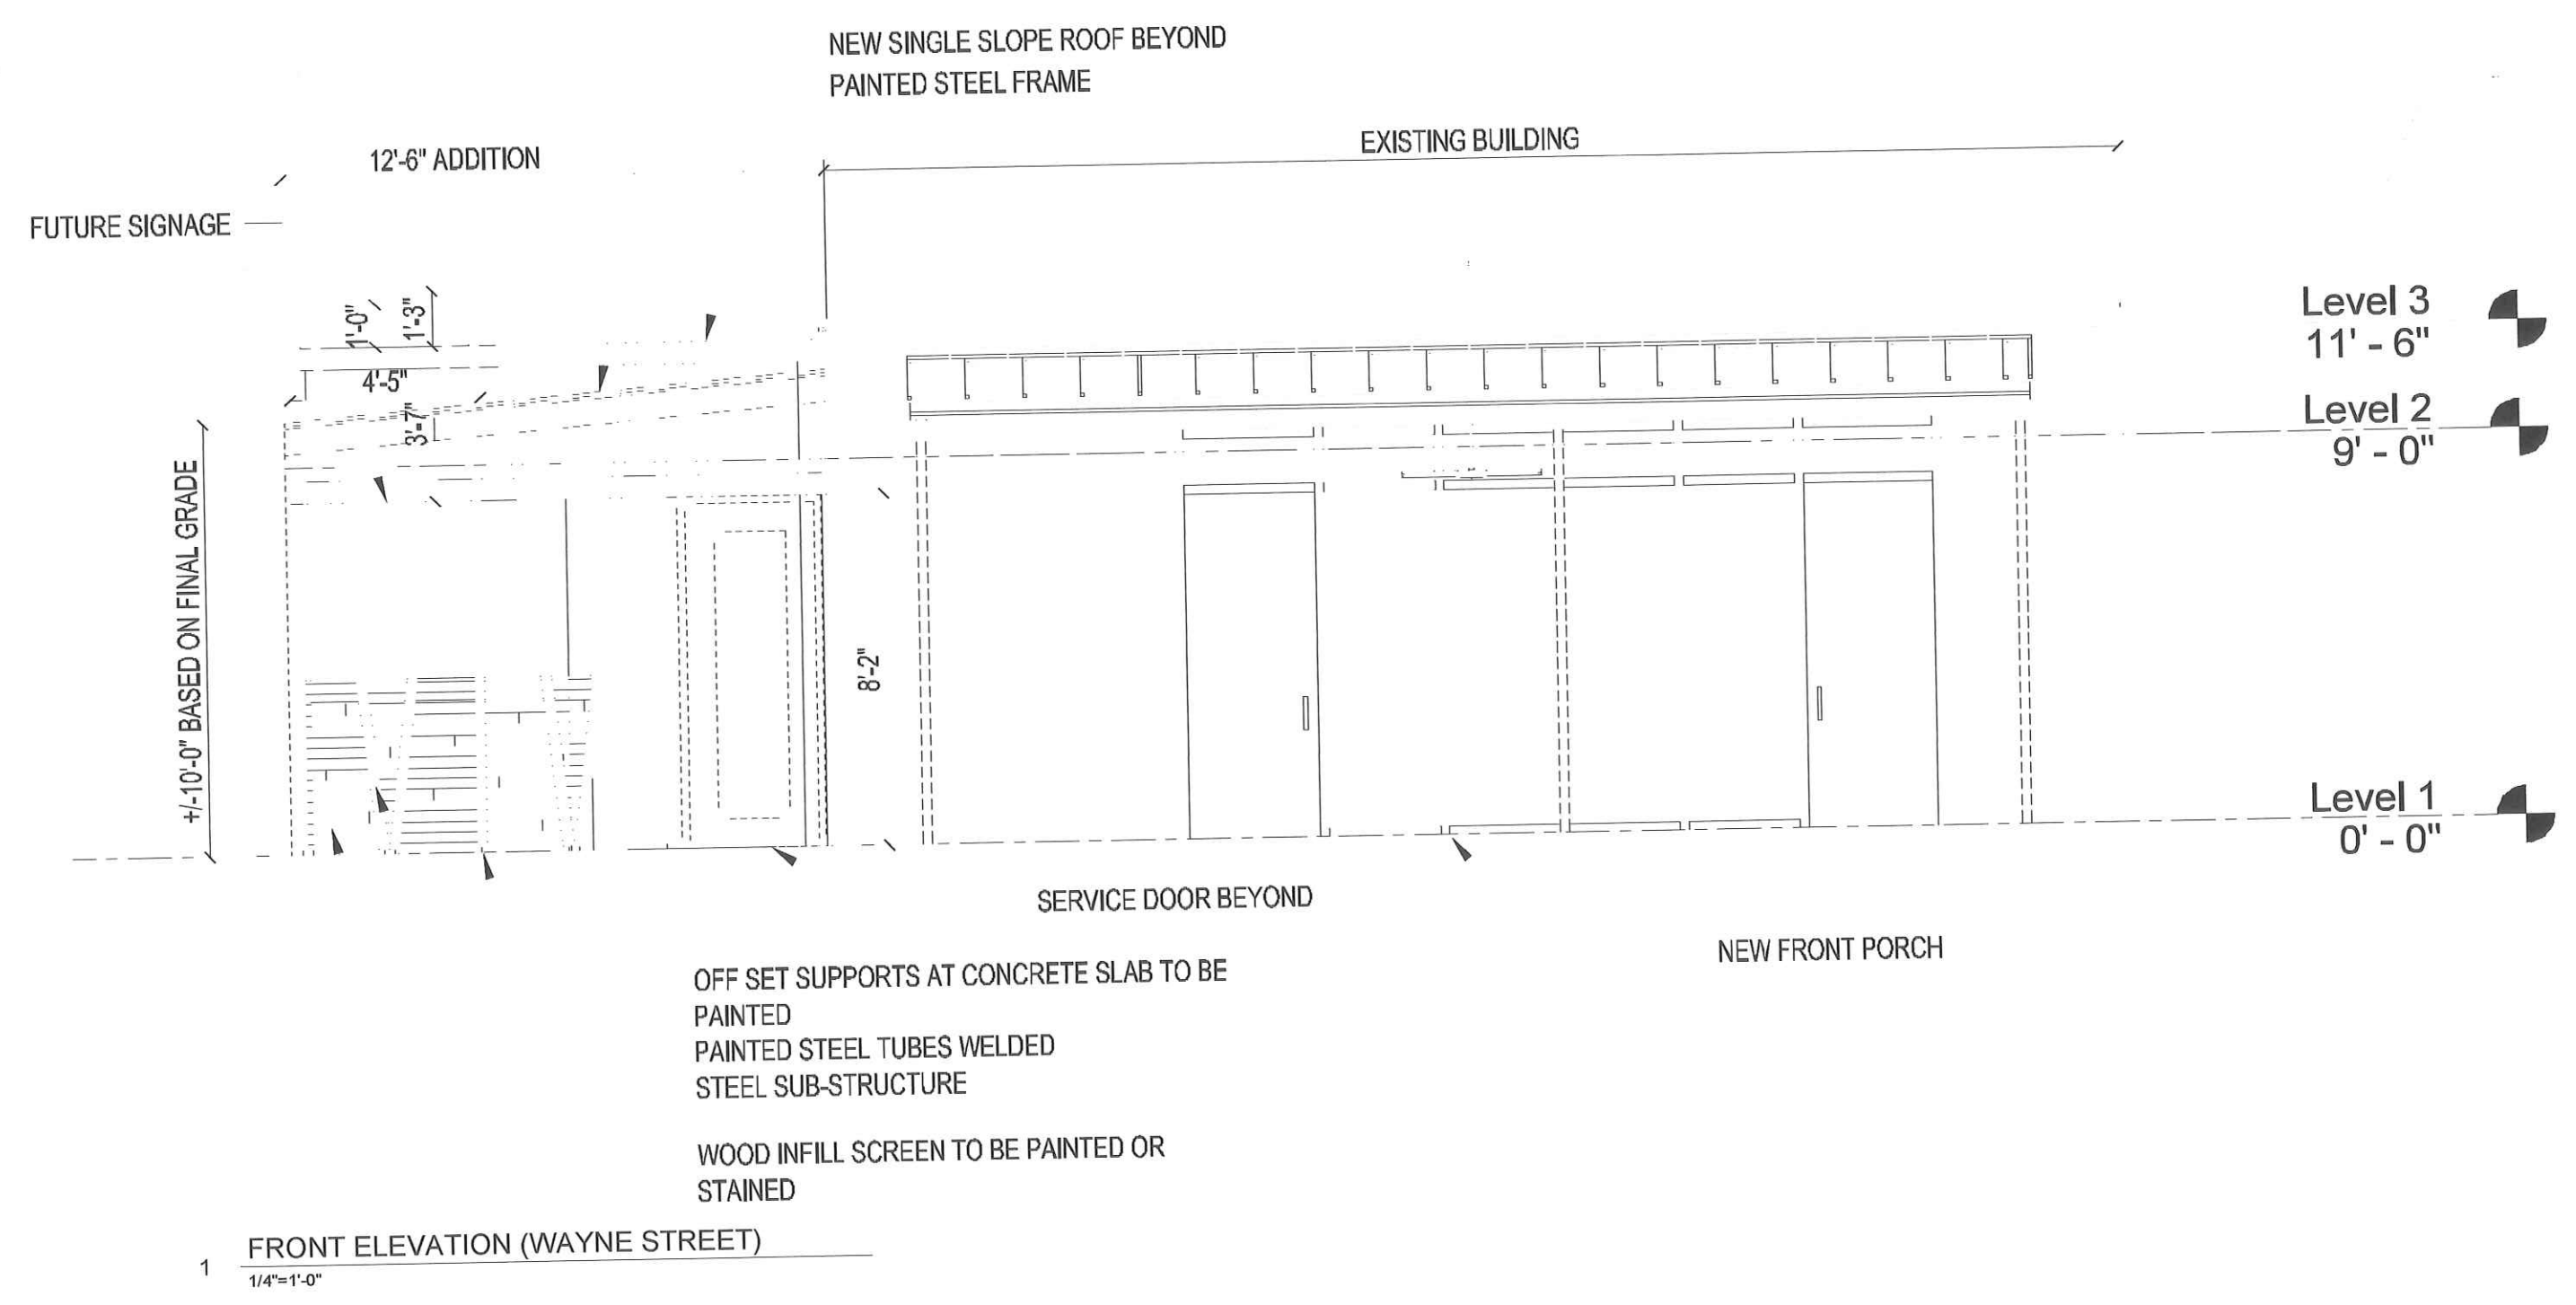 NEW SINGLE SLOPE ROOF BEYOND
PAINTED STEEL FRAME
EXISTING BUILDING
12'-6" ADDITION
FUTURE SIGNAGE
1'-0"
1'-3"
4'-5"
3'-7"
Level 3
11' - 6"
Level 2
9' - 0"
+/-10'-0" BASED ON FINAL GRADE
8'-2"
Level 1
0' - 0"
SERVICE DOOR BEYOND
NEW FRONT PORCH
OFF SET SUPPORTS AT CONCRETE SLAB TO BE
PAINTED
PAINTED STEEL TUBES WELDED
STEEL SUB-STRUCTURE
WOOD INFILL SCREEN TO BE PAINTED OR
STAINED
1 FRONT ELEVATION (WAYNE STREET)
1/4"=1'-0"